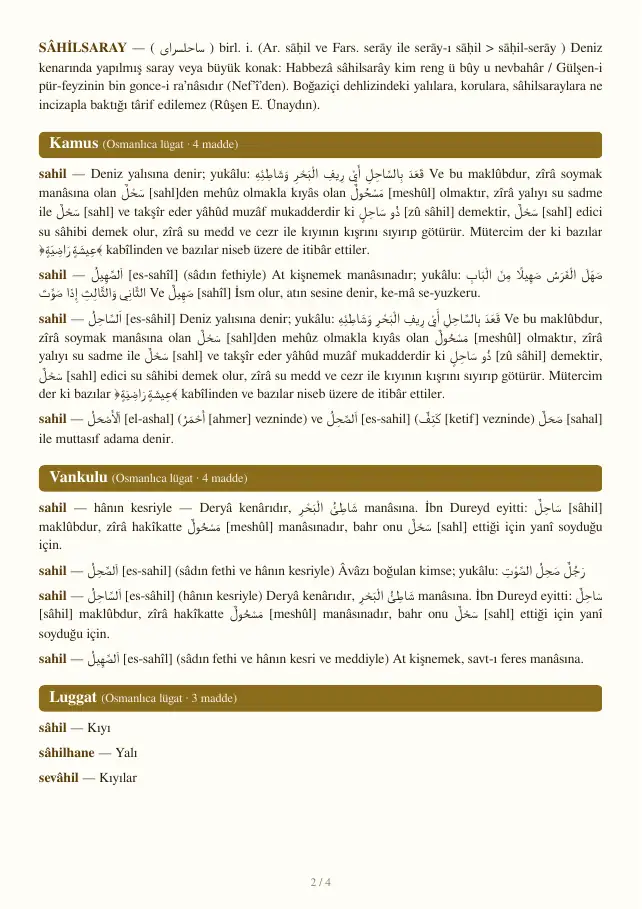 SÂHİLSARAY — ( ساحلسرای ) birl. i. (Ar. sāḥil ve Fars. serāy ile serāy-ı sāḥil > sāḥil-serāy ) Deniz
kenarında yapılmış saray veya büyük konak: Habbezâ sâhilsarây kim reng ü bûy u nevbahâr / Gülşen-i
pür-feyzinin bin gonce-i ra'nâsıdır (Nef'î'den). Boğaziçi dehlizindeki yalılara, korulara, sâhilsaraylara ne
incizapla baktığı târif edilemez (Rûşen E. Ünaydın).
Kamus (Osmanlıca lügat · 4 madde)
sahil — Deniz yalısına denir; yukâlu: قَعَدَ بِالسَّاحِلِ أَيْ رِيفِ الْبَحْرِ وَشَاطِئِهِ Ve bu maklûbdur, zîrâ soymak
manâsına olan سَحْلٌ [sahl]den mehûz olmakla kıyâs olan مَسْحُولٌ [meshûl] olmaktır, zîrâ yalıyı su sadme
ile سَحْلٌ [sahl] ve takşîr eder yâhûd muzâf mukadderdir ki ذُو سَاحِلٍ [zû sâhil] demektir, سَحْلٌ [sahl] edici
su sâhibi demek olur, zîrâ su medd ve cezr ile kıyının kışrını sıyırıp götürür. Mütercim der ki bazılar
﴿عِيشَةٍ رَاضِيَةٍ﴾ kabîlinden ve bazılar niseb üzere de itibâr ettiler.
sahil — اَلصَّهِيلُ [es-sahîl] (sâdın fethiyle) At kişnemek manâsınadır; yukâlu: صَهَلَ الْفَرَسُ صَهِيلًا مِنَ الْبَابِ
الثَّانِي وَالثَّالِثِ إِذَا صَوَّتَ Ve صَهِيلٌ [sahîl] İsm olur, atın sesine denir, ke-mâ se-yuzkeru.
sahil — اَلسَّاحِلُ [es-sâhil] Deniz yalısına denir; yukâlu: قَعَدَ بِالسَّاحِلِ أَيْ رِيفِ الْبَحْرِ وَشَاطِئِهِ Ve bu maklûbdur,
zîrâ soymak manâsına olan سَحْلٌ [sahl]den mehûz olmakla kıyâs olan مَسْحُولٌ [meshûl] olmaktır, zîrâ
yalıyı su sadme ile سَحْلٌ [sahl] ve takşîr eder yâhûd muzâf mukadderdir ki ذُو سَاحِلٍ [zû sâhil] demektir,
سَحْلٌ [sahl] edici su sâhibi demek olur, zîrâ su medd ve cezr ile kıyının kışrını sıyırıp götürür. Mütercim
der ki bazılar ﴿عِيشَةٍ رَاضِيَةٍ﴾ kabîlinden ve bazılar niseb üzere de itibâr ettiler.
sahil — اَلْأَصْحَلُ [el-ashal] (أَحْمَرُ [ahmer] vezninde) ve اَلصَّحِلُ [es-sahil] (كَتِفٌ [ketif] vezninde) صَحَلٌ [sahal]
ile muttasıf adama denir.
Vankulu (Osmanlıca lügat · 4 madde)
sahil — hânın kesriyle — Deryâ kenârıdır, شَاطِئُ الْبَحْرِ manâsına. İbn Dureyd eyitti: سَاحِلٌ [sâhil]
maklûbdur, zîrâ hakîkatte مَسْحُولٌ [meshûl] manâsınadır, bahr onu سَحْلٌ [sahl] ettiği için yanî soyduğu
için.
sahil — اَلصَّحِلُ [es-sahil] (sâdın fethi ve hânın kesriyle) Âvâzı boğulan kimse; yukâlu: رَجُلٌ صَحِلُ الصَّوْتِ
sahil — اَلسَّاحِلُ [es-sâhil] (hânın kesriyle) Deryâ kenârıdır, شَاطِئُ الْبَحْرِ manâsına. İbn Dureyd eyitti: سَاحِلٌ
[sâhil] maklûbdur, zîrâ hakîkatte مَسْحُولٌ [meshûl] manâsınadır, bahr onu سَحْلٌ [sahl] ettiği için yanî
soyduğu için.
sahil — اَلصَّهِيلُ [es-sahîl] (sâdın fethi ve hânın kesri ve meddiyle) At kişnemek, savt-ı feres manâsına.
Luggat (Osmanlıca lügat · 3 madde)
sâhil — Kıyı
sâhilhane — Yalı
sevâhil — Kıyılar
2 / 4